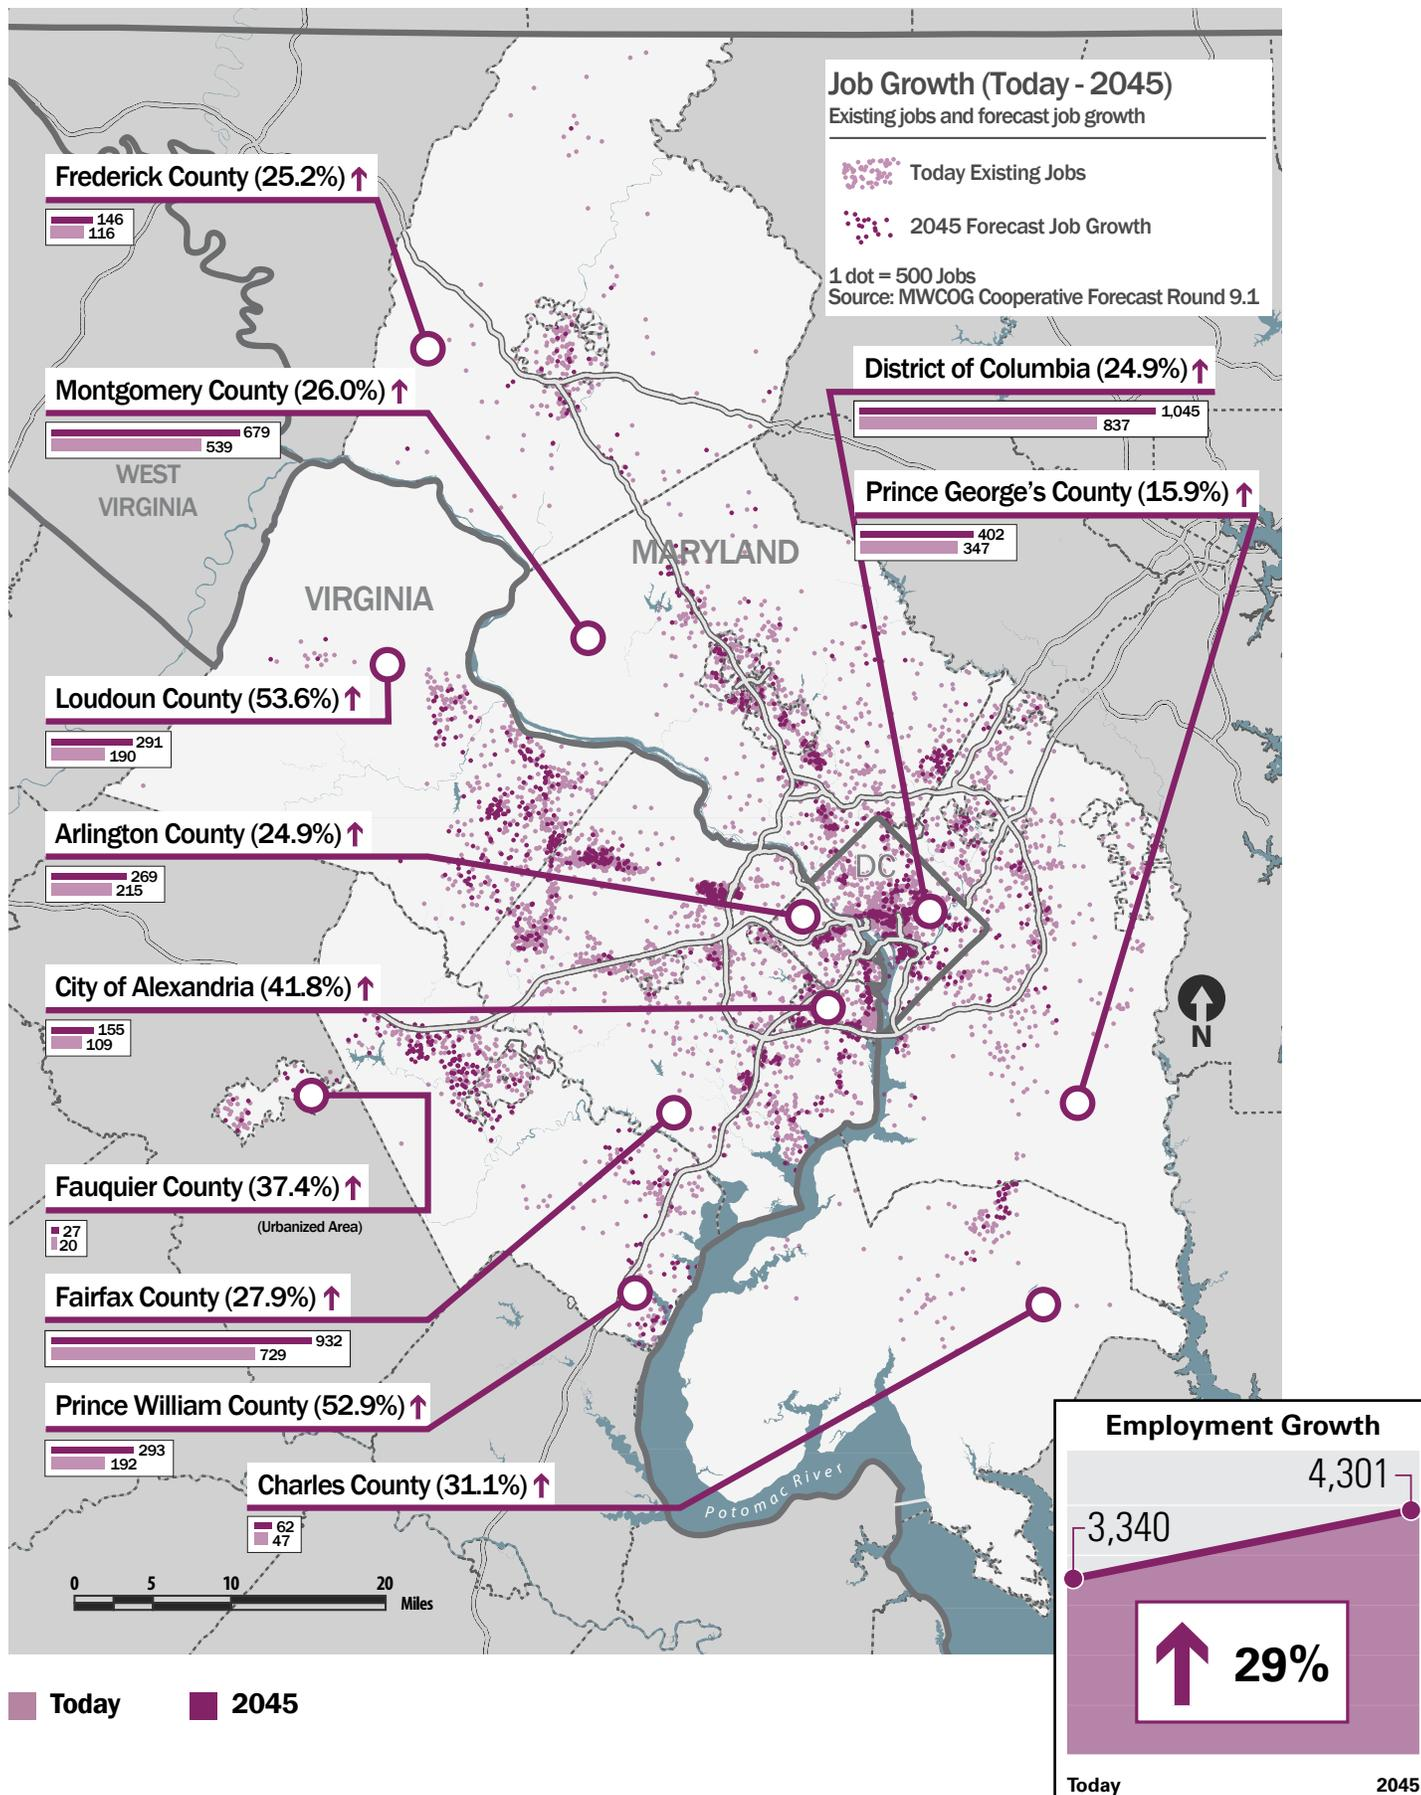 Job Growth (Today - 2045)
Existing jobs and forecast job growth
Today Existing Jobs
2045 Forecast Job Growth
1 dot = 500 Jobs
Source: MWCOG Cooperative Forecast Round 9.1
Frederick County (25.2%)
146
116
Montgomery County (26.0%)
679
539
District of Columbia (24.9%)
1,045
837
Prince George's County (15.9%)
402
347
WEST
VIRGINIA
MARYLAND
VIRGINIA
Loudoun County (53.6%)
291
190
Arlington County (24.9%)
269
215
DC
City of Alexandria (41.8%)
155
109
N
Fauquier County (37.4%)
(Urbanized Area)
27
20
Fairfax County (27.9%)
932
729
Prince William County (52.9%)
293
192
Charles County (31.1%)
62
47
Potomac River
0 5 10 20
Miles
Today 2045
Employment Growth
4,301
3,340
29%
Today 2045